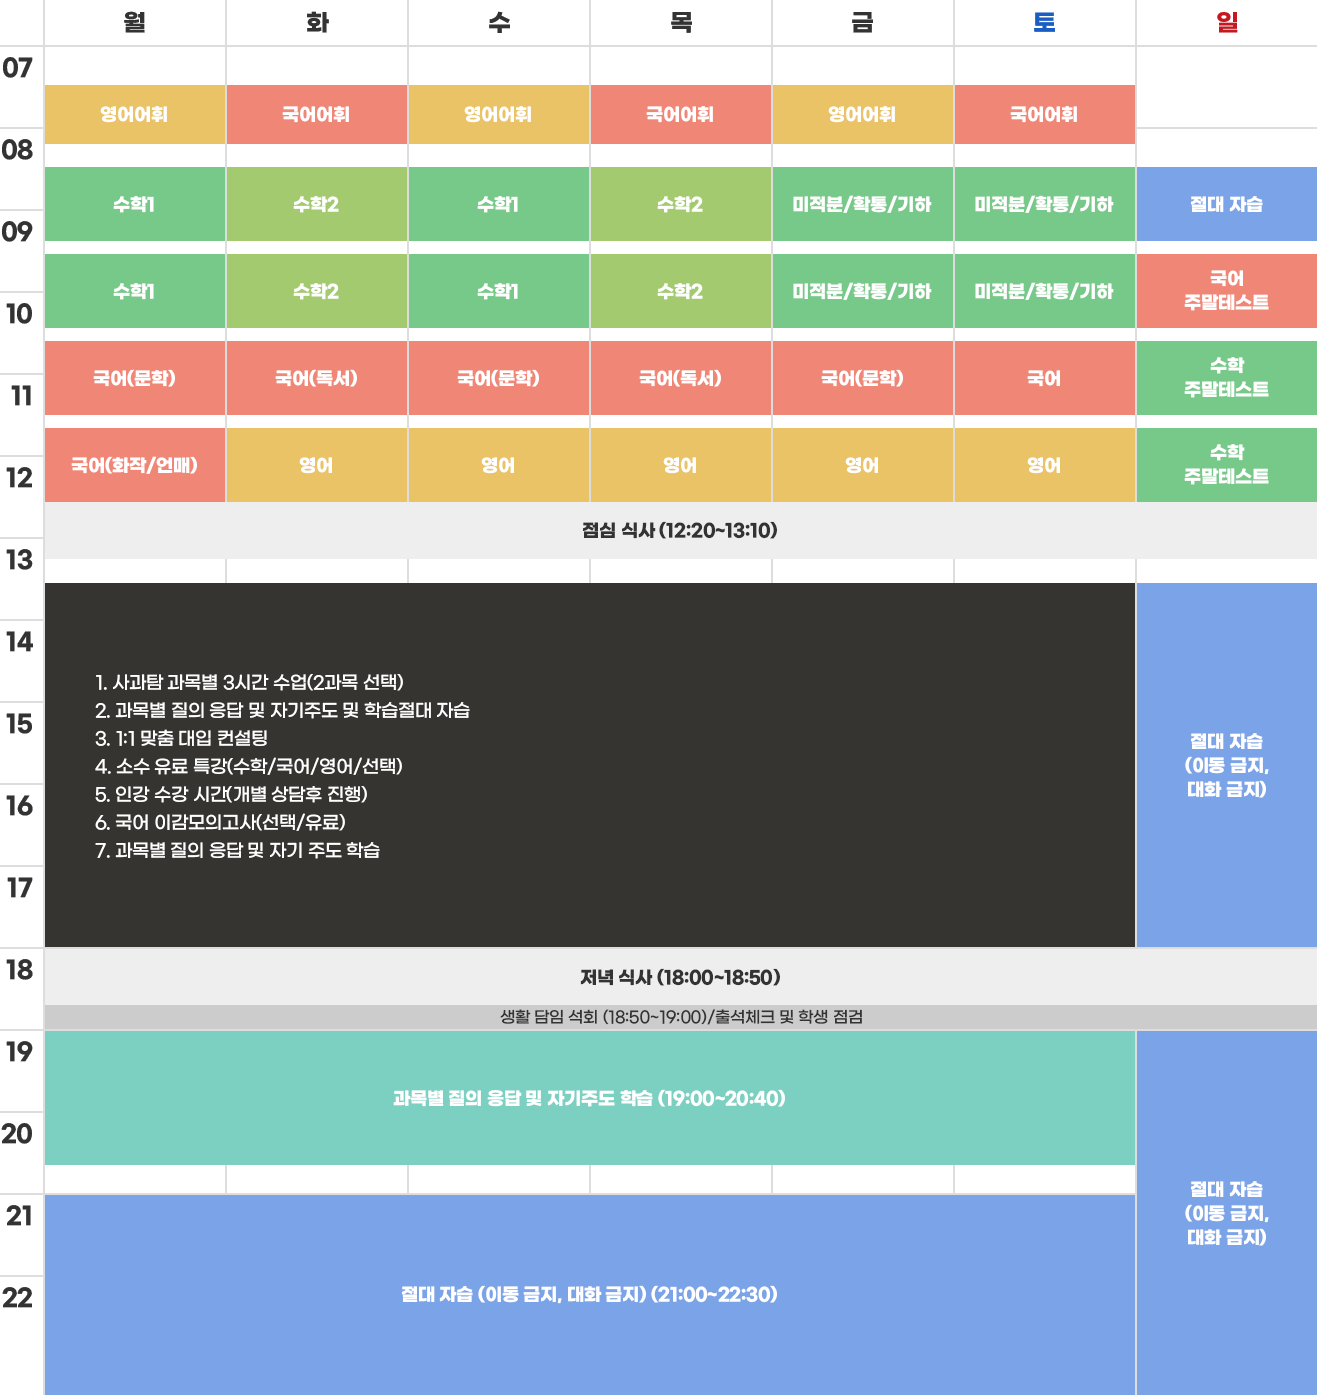 월 화 수 목 금 토 일
07
영어어휘 국어어휘 영어어휘 국어어휘 영어어휘 국어어휘
08
수학1 수학2 수학1 수학2 미적분/확통/기하 미적분/확통/기하 절대 자습
09
수학1 수학2 수학1 수학2 미적분/확통/기하 미적분/확통/기하 국어
주말테스트
10
국어(문학) 국어(독서) 국어(문학) 국어(독서) 국어(문학) 국어 수학
주말테스트
11
국어(화작/언매) 영어 영어 영어 영어 영어 수학
주말테스트
12
점심 식사 (12:20~13:10)
13
14
1. 사과탐 과목별 3시간 수업(2과목 선택)
2. 과목별 질의 응답 및 자기주도 및 학습절대 자습
15
3. 1:1 맞춤 대입 컨설팅
4. 소수 유료 특강(수학/국어/영어/선택)
5. 인강 수강 시간(개별 상담후 진행)
16
6. 국어 이감모의고사(선택/유료)
7. 과목별 질의 응답 및 자기 주도 학습
절대 자습
(이동 금지,
대화 금지)
17
18
저녁 식사 (18:00~18:50)
생활 담임 석회 (18:50~19:00)/출석체크 및 학생 점검
19
과목별 질의 응답 및 자기주도 학습 (19:00~20:40)
20
절대 자습
(이동 금지,
대화 금지)
21
절대 자습 (이동 금지, 대화 금지) (21:00~22:30)
22